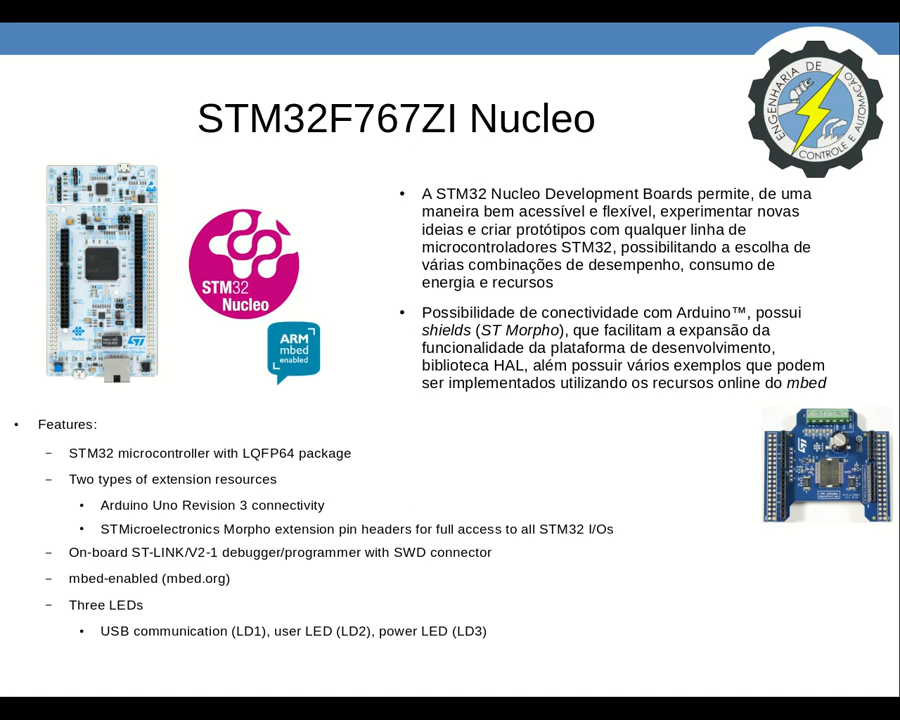 ENGENHARIA DE
CONTROLE E AUTOMAÇÃO
STM32F767ZI Nucleo
STM32
Nucleo
ARM
mbed
enabled
• A STM32 Nucleo Development Boards permite, de uma
maneira bem acessível e flexível, experimentar novas
ideias e criar protótipos com qualquer linha de
microcontroladores STM32, possibilitando a escolha de
várias combinações de desempenho, consumo de
energia e recursos
• Possibilidade de conectividade com Arduino™, possui
shields (ST Morpho), que facilitam a expansão da
funcionalidade da plataforma de desenvolvimento,
biblioteca HAL, além possuir vários exemplos que podem
ser implementados utilizando os recursos online do mbed
• Features:
– STM32 microcontroller with LQFP64 package
– Two types of extension resources
• Arduino Uno Revision 3 connectivity
• STMicroelectronics Morpho extension pin headers for full access to all STM32 I/Os
– On-board ST-LINK/V2-1 debugger/programmer with SWD connector
– mbed-enabled (mbed.org)
– Three LEDs
• USB communication (LD1), user LED (LD2), power LED (LD3)